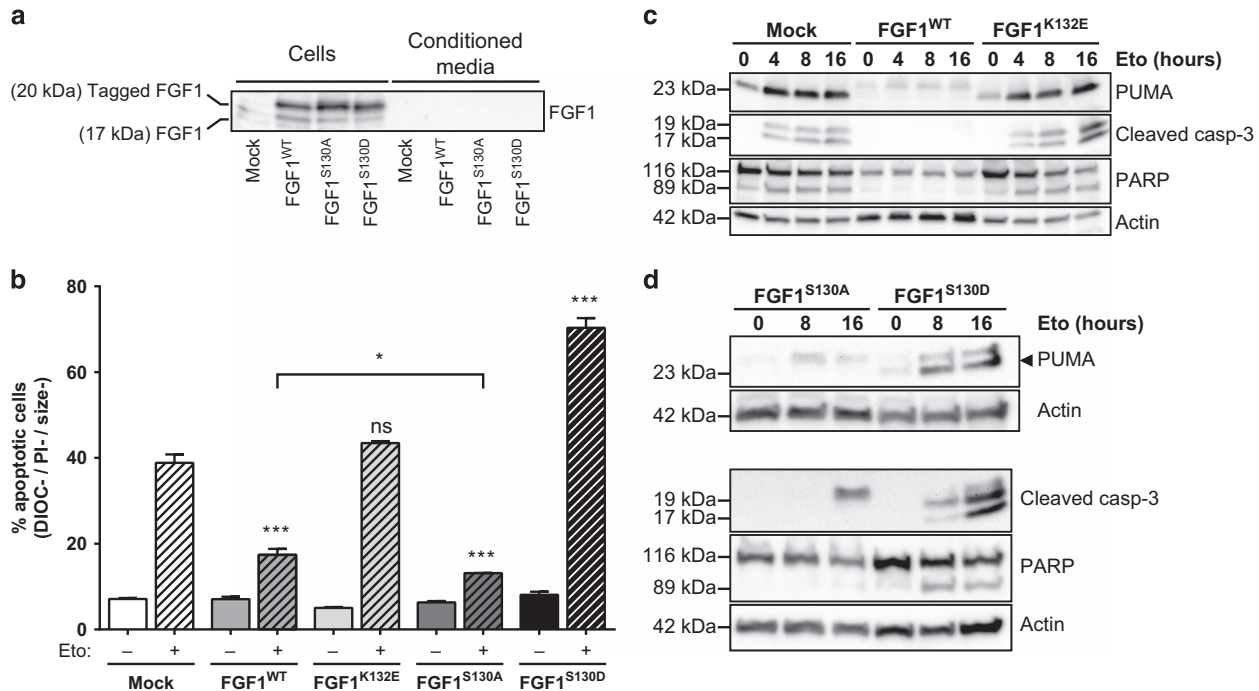 a
Cells
Conditioned
media
(20 kDa) Tagged FGF1
(17 kDa) FGF1
FGF1
Mock
FGF1WT
FGF1S130A
FGF1S130D
Mock
FGF1WT
FGF1S130A
FGF1S130D
b
% apoptotic cells
(DIOC- / PI- / size-)
80
60
40
20
0
***
*
ns
***
***
Eto: – + – + – + – + – +
Mock FGF1WT FGF1K132E FGF1S130A FGF1S130D
c
Mock FGF1WT FGF1K132E
0 4 8 16 0 4 8 16 0 4 8 16 Eto (hours)
23 kDa PUMA
19 kDa
17 kDa
Cleaved casp-3
116 kDa
89 kDa
PARP
42 kDa Actin
d
FGF1S130A FGF1S130D
0 8 16 0 8 16 Eto (hours)
PUMA
23 kDa
42 kDa Actin
19 kDa
17 kDa
Cleaved casp-3
116 kDa
89 kDa
PARP
42 kDa Actin